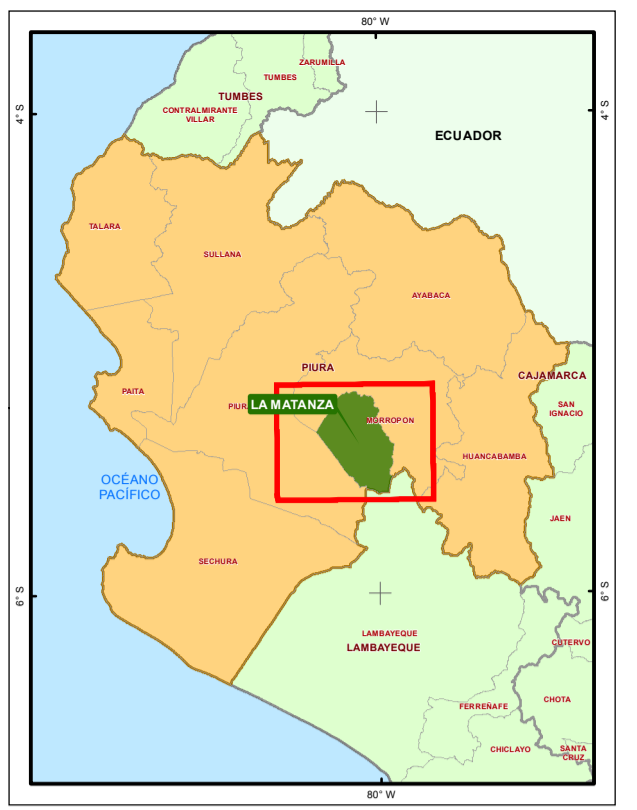 80° W
ZARUMILLA
TUMBES
TUMBES
CONTRALMIRANTE
VILLAR
4° S
4° S
ECUADOR
TALARA
SULLANA
AYABACA
PIURA
CAJAMARCA
PAITA
PIURA
LA MATANZA
SAN
IGNACIO
MORROPON
HUANCABAMBA
OCÉANO
PACÍFICO
JAEN
SECHURA
6° S
6° S
LAMBAYEQUE
LAMBAYEQUE
CUTERVO
CHOTA
FERREÑAFE
CHICLAYO
SANTA
CRUZ
80° W